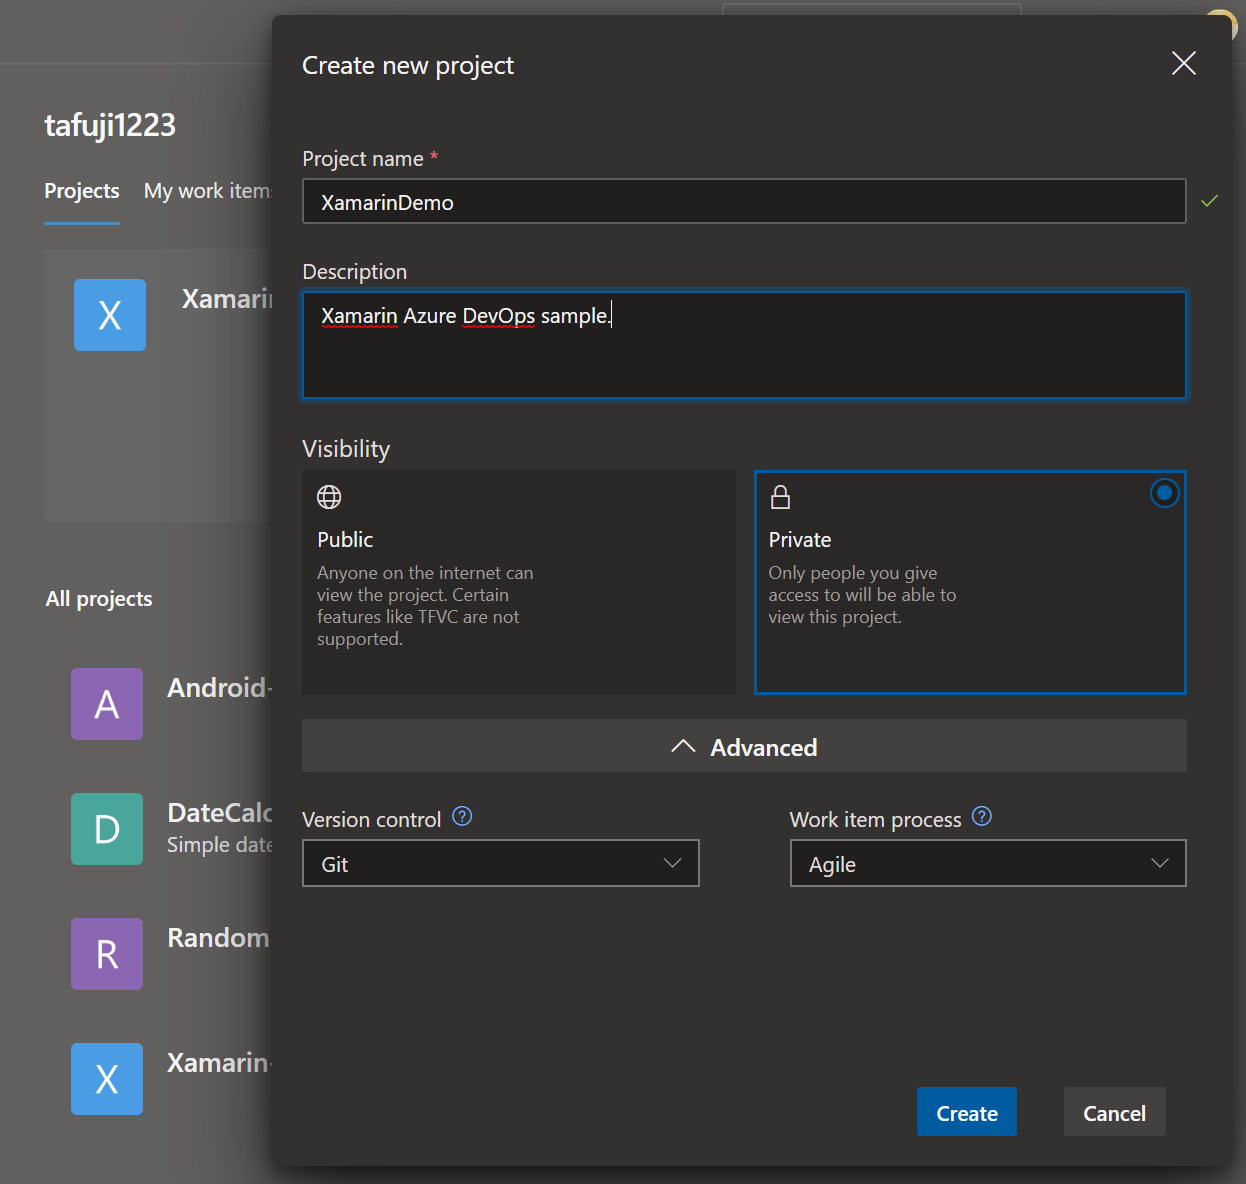 Create new project
tafuji1223
Project name *
Projects My work items
XamarinDemo
Description
X Xamarin
Xamarin Azure DevOps sample.
Visibility
Public
Anyone on the internet can
view the project. Certain
features like TFVC are not
supported.
Private
Only people you give
access to will be able to
view this project.
All projects
A Android-
Advanced
D DateCalc
Simple date
Version control ?
Git
Work item process ?
Agile
R Random
X Xamarin-
Create
Cancel